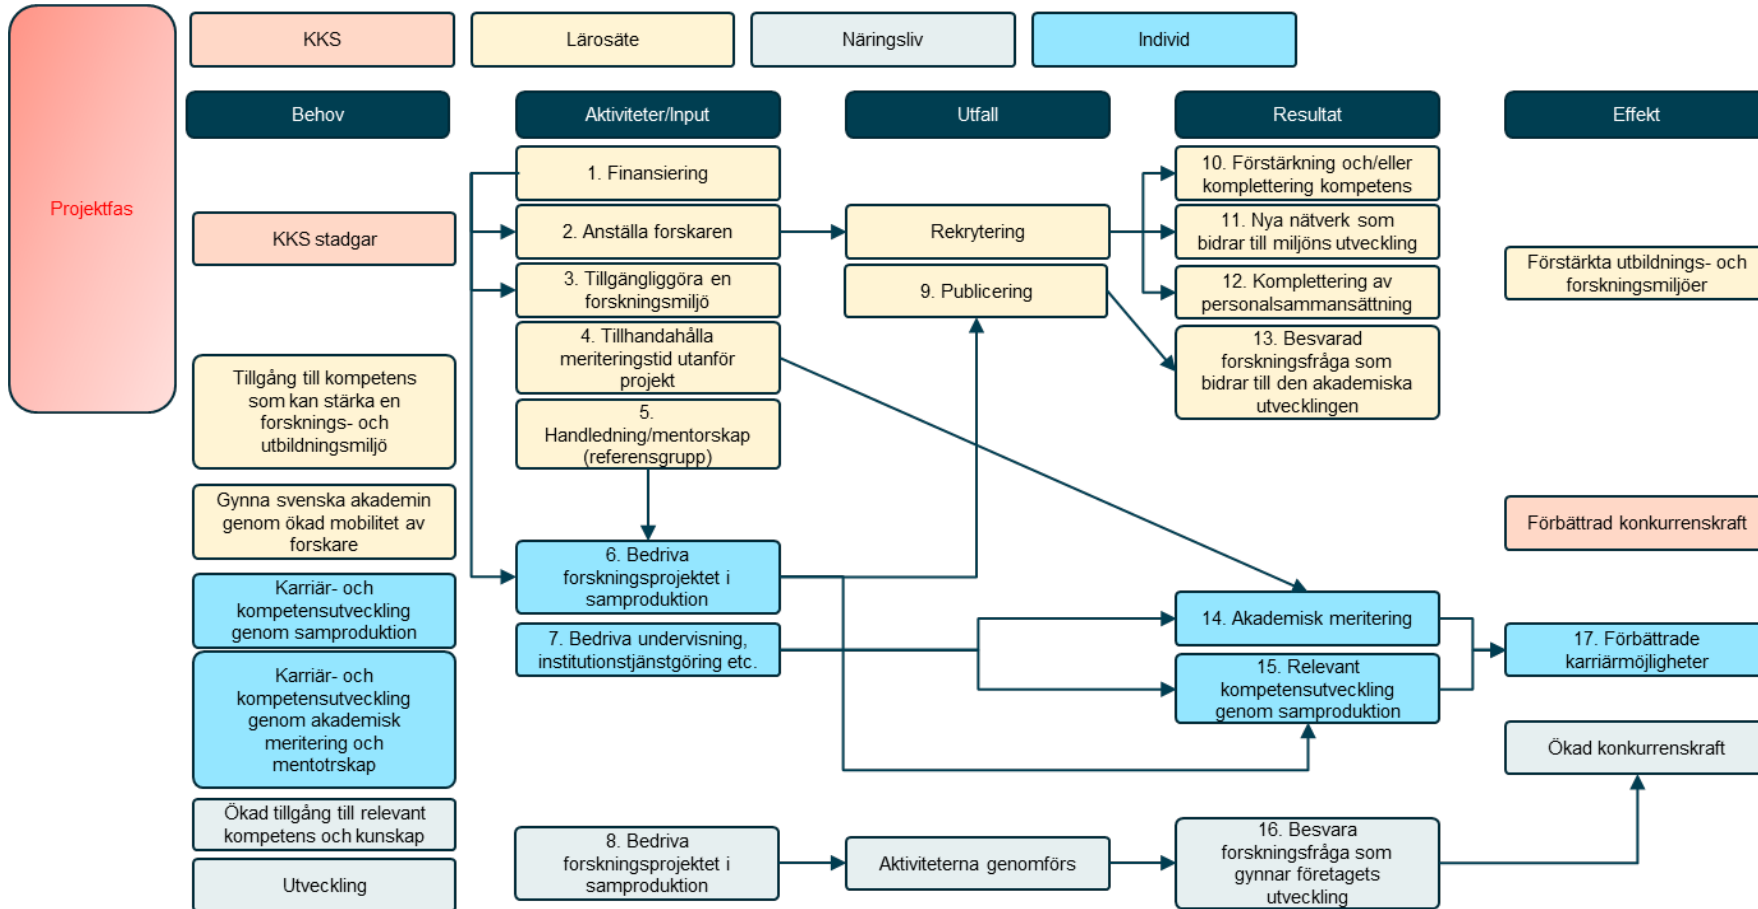 Projektfas
KKS
Lärosäte
Näringsliv
Individ
Behov
Aktiviteter/Input
Utfall
Resultat
Effekt
KKS stadgar
Tillgång till kompetens
som kan stärka en
forsknings- och
utbildningsmiljö
Gynna svenska akademin
genom ökad mobilitet av
forskare
Karriär- och
kompetensutveckling
genom samproduktion
Karriär- och
kompetensutveckling
genom akademisk
meritering och
mentotrskap
Ökad tillgång till relevant
kompetens och kunskap
Utveckling
1. Finansiering
2. Anställa forskaren
3. Tillgängliggöra en
forskningsmiljö
4. Tillhandahålla
meriteringstid utanför
projekt
5.
Handledning/mentorskap
(referensgrupp)
6. Bedriva
forskningsprojektet i
samproduktion
7. Bedriva undervisning,
institutionstjänstgöring etc.
8. Bedriva
forskningsprojektet i
samproduktion
Rekrytering
9. Publicering
Aktiviteterna genomförs
10. Förstärkning och/eller
komplettering kompetens
11. Nya nätverk som
bidrar till miljöns utveckling
12. Komplettering av
personalsammansättning
13. Besvarad
forskningsfråga som
bidrar till den akademiska
utvecklingen
14. Akademisk meritering
15. Relevant
kompetensutveckling
genom samproduktion
16. Besvara
forskningsfråga som
gynnar företagets
utveckling
Förstärkta utbildnings- och
forskningsmiljöer
Förbättrad konkurrenskraft
17. Förbättrade
karriärmöjligheter
Ökad konkurrenskraft